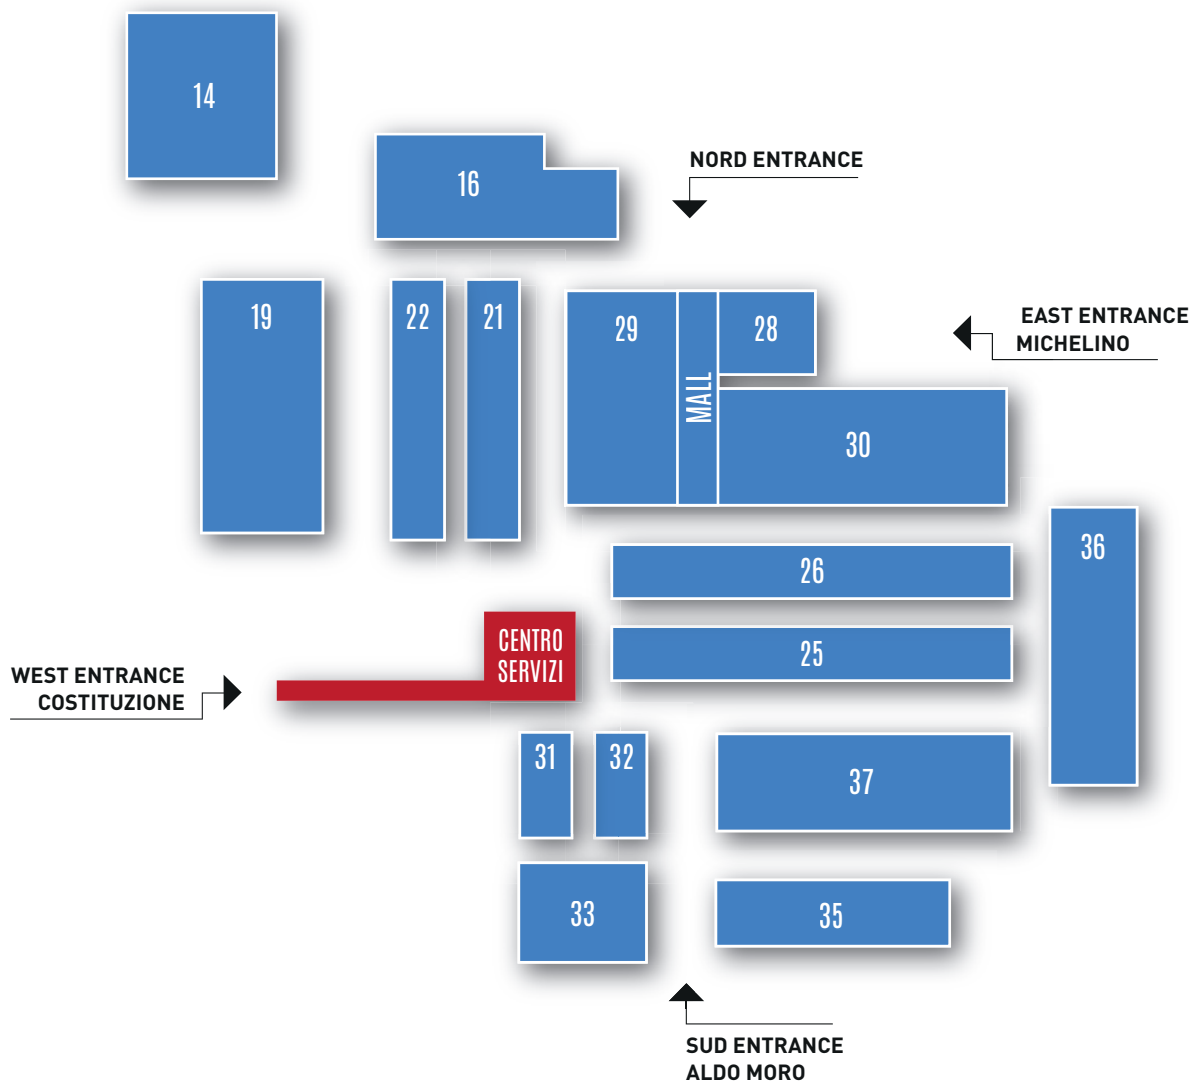 14
NORD ENTRANCE
16
19
22
21
29
28
EAST ENTRANCE
MICHELINO
MALL
30
36
26
CENTRO
SERVIZI
25
WEST ENTRANCE
COSTITUZIONE
31
32
37
33
35
SUD ENTRANCE
ALDO MORO